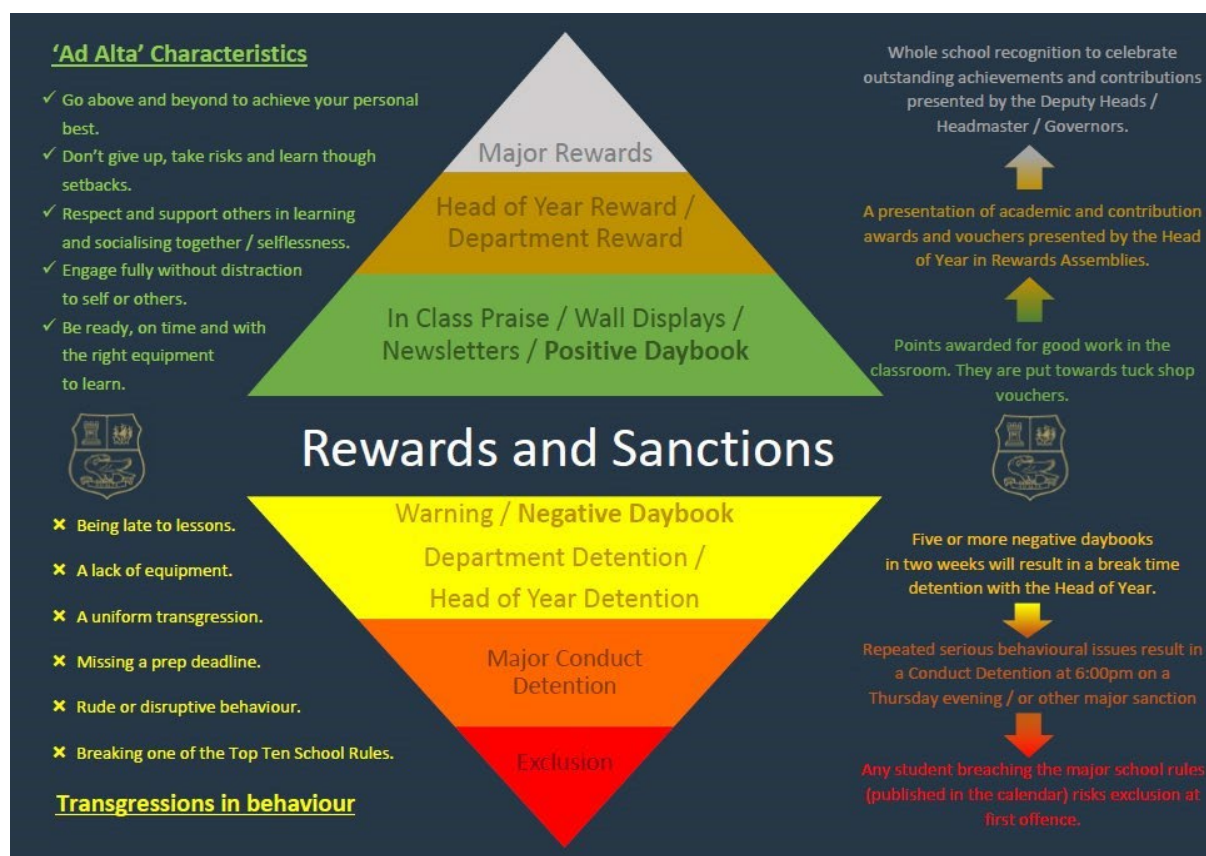 'Ad Alta' Characteristics
✓ Go above and beyond to achieve your personal
best.
✓ Don't give up, take risks and learn though
setbacks.
✓ Respect and support others in learning
and socialising together / selflessness.
✓ Engage fully without distraction
to self or others.
✓ Be ready, on time and with
the right equipment
to learn.
Major Rewards
Head of Year Reward /
Department Reward
In Class Praise / Wall Displays /
Newsletters / Positive Daybook
Whole school recognition to celebrate
outstanding achievements and contributions
presented by the Deputy Heads /
Headmaster / Governors.
A presentation of academic and contribution
awards and vouchers presented by the Head
of Year in Rewards Assemblies.
Points awarded for good work in the
classroom. They are put towards tuck shop
vouchers.
Rewards and Sanctions
× Being late to lessons.
× A lack of equipment.
× A uniform transgression.
× Missing a prep deadline.
× Rude or disruptive behaviour.
× Breaking one of the Top Ten School Rules.
Transgressions in behaviour
Warning / Negative Daybook
Department Detention /
Head of Year Detention
Major Conduct
Detention
Exclusion
Five or more negative daybooks
in two weeks will result in a break time
detention with the Head of Year.
Repeated serious behavioural issues result in
a Conduct Detention at 6:00pm on a
Thursday evening / or other major sanction
Any student breaching the major school rules
(published in the calendar) risks exclusion at
first offence.